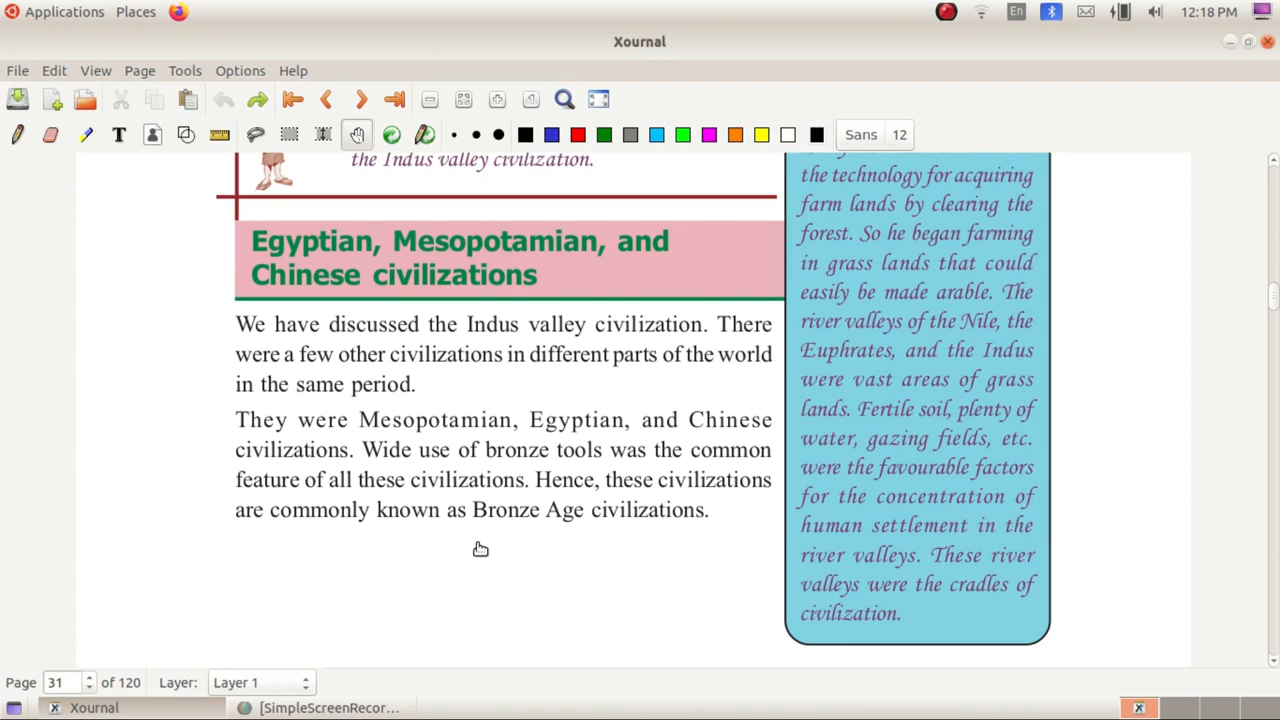 Applications Places En 12:18 PM
Xournal
File Edit View Page Tools Options Help
Sans 12
the Indus valley civilization.
Egyptian, Mesopotamian, and
Chinese civilizations
We have discussed the Indus valley civilization. There
were a few other civilizations in different parts of the world
in the same period.
They were Mesopotamian, Egyptian, and Chinese
civilizations. Wide use of bronze tools was the common
feature of all these civilizations. Hence, these civilizations
are commonly known as Bronze Age civilizations.
the technology for acquiring
farm lands by clearing the
forest. So he began farming
in grass lands that could
easily be made arable. The
river valleys of the Nile, the
Euphrates, and the Indus
were vast areas of grass
lands. Fertile soil, plenty of
water, gazing fields, etc.
were the favourable factors
for the concentration of
human settlement in the
river valleys. These river
valleys were the cradles of
civilization.
Page 31 of 120 Layer: Layer 1
Xournal [SimpleScreenRecor...